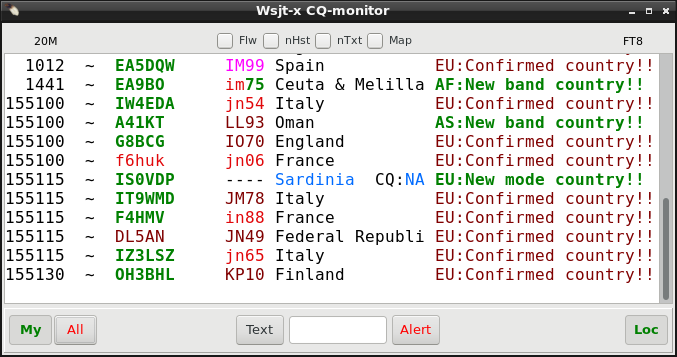 Wsjt-x CQ-monitor
20M Flw nHst nTxt Map FT8
1012 ~ EA5DQW IM99 Spain EU:Confirmed country!!
1441 ~ EA9BO im75 Ceuta & Melilla AF:New band country!!
155100 ~ IW4EDA jn54 Italy EU:Confirmed country!!
155100 ~ A41KT LL93 Oman AS:New band country!!
155100 ~ G8BCG IO70 England EU:Confirmed country!!
155100 ~ f6huk jn06 France EU:Confirmed country!!
155115 ~ IS0VDP ---- Sardinia CQ:NA EU:New mode country!!
155115 ~ IT9WMD JM78 Italy EU:Confirmed country!!
155115 ~ F4HMV in88 France EU:Confirmed country!!
155115 ~ DL5AN JN49 Federal Republi EU:Confirmed country!!
155115 ~ IZ3LSZ jn65 Italy EU:Confirmed country!!
155130 ~ OH3BHL KP10 Finland EU:Confirmed country!!
My All Text Alert Loc